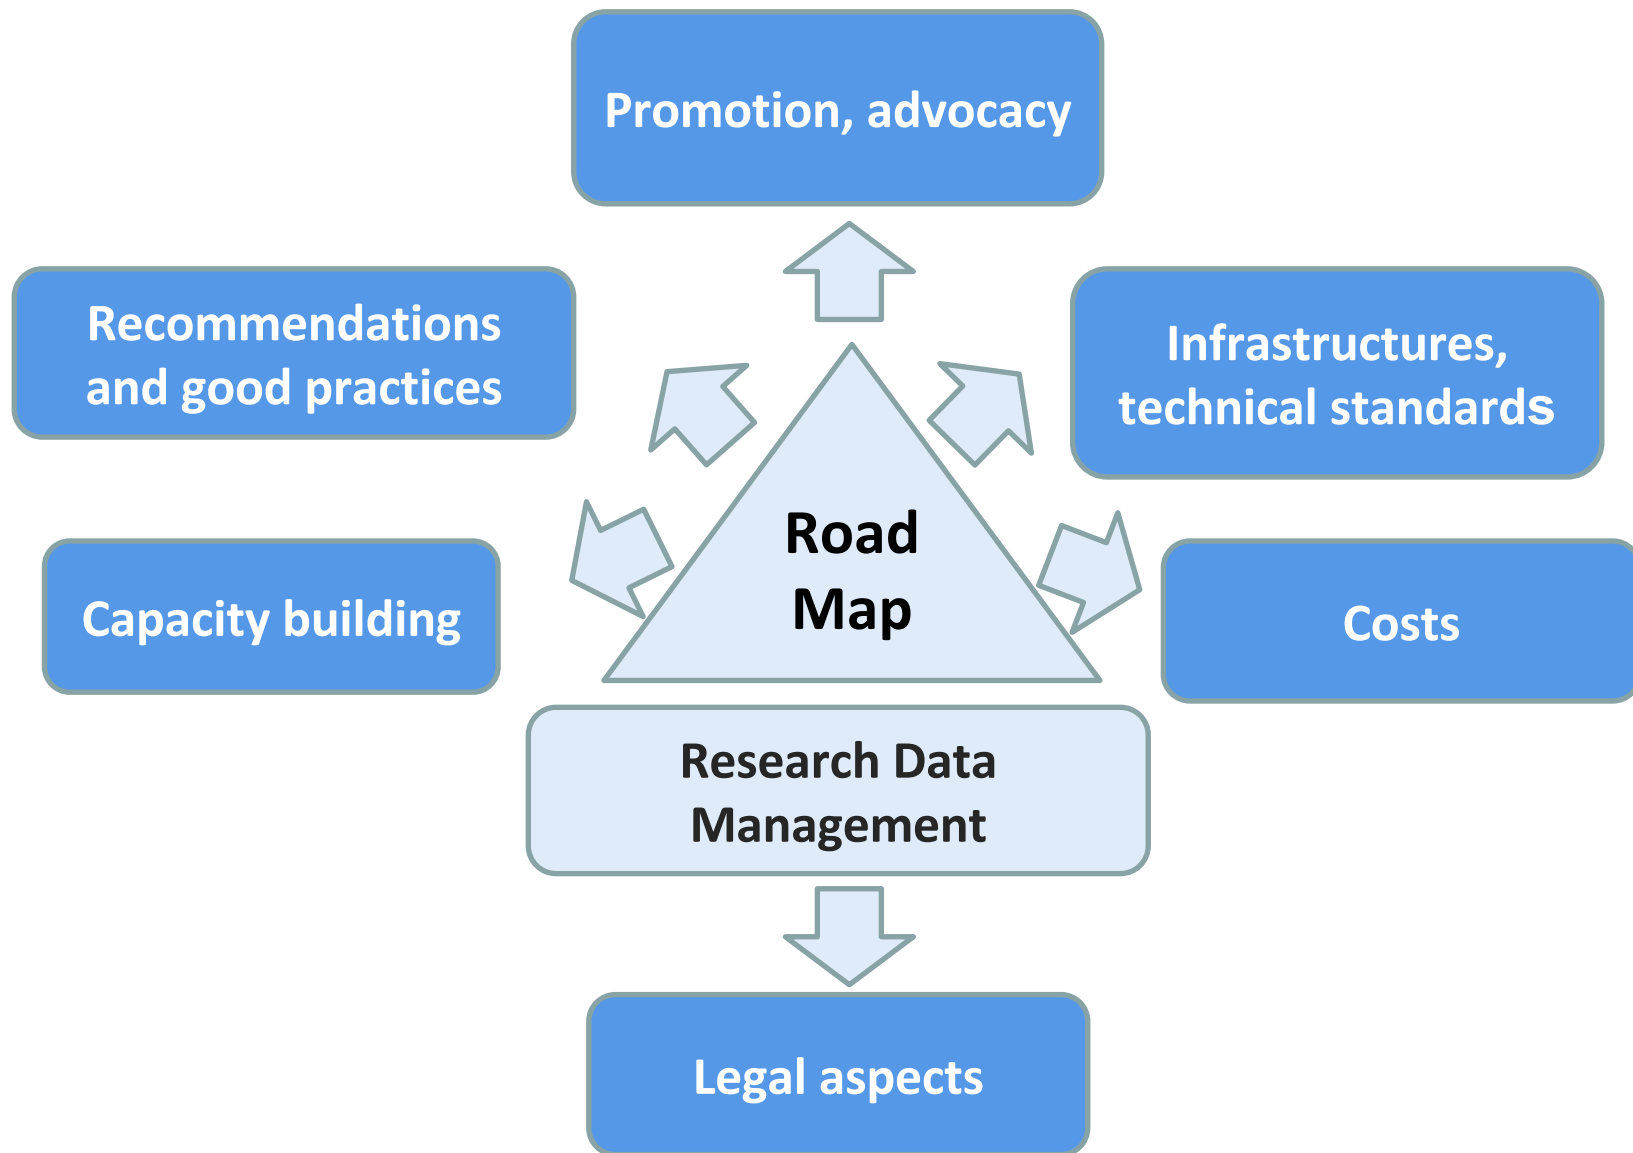 Promotion, advocacy
Recommendations
and good practices
Infrastructures,
technical standards
Road
Map
Capacity building
Costs
Research Data
Management
Legal aspects